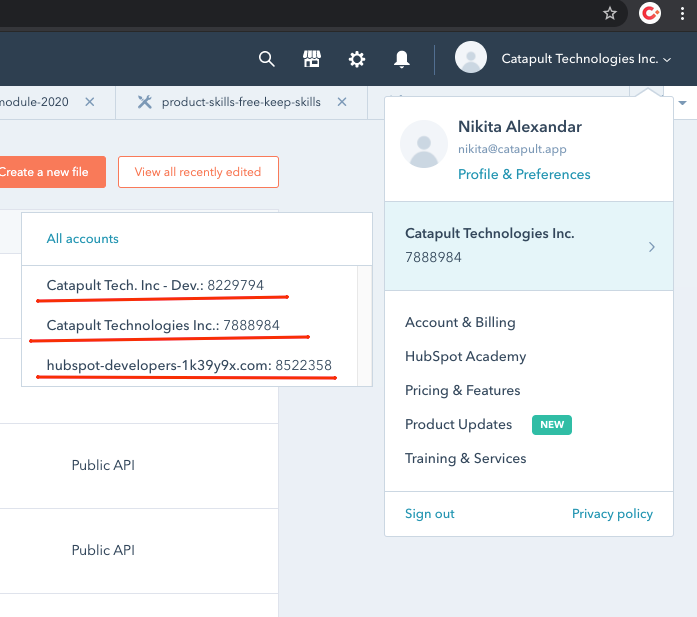 Catapult Technologies Inc.
module-2020
product-skills-free-keep-skills
Create a new file
View all recently edited
All accounts
Catapult Tech. Inc - Dev.: 8229794
Catapult Technologies Inc.: 7888984
hubspot-developers-1k39y9x.com: 8522358
Public API
Public API
Nikita Alexandar
nikita@catapult.app
Profile & Preferences
Catapult Technologies Inc.
7888984
Account & Billing
HubSpot Academy
Pricing & Features
Product Updates NEW
Training & Services
Sign out Privacy policy